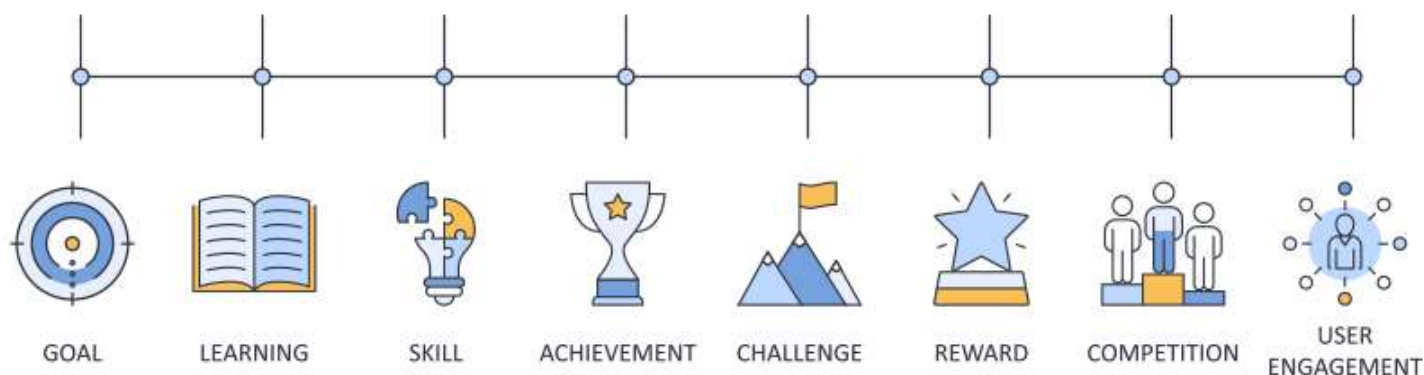 GOAL
LEARNING
SKILL
ACHIEVEMENT
CHALLENGE
REWARD
COMPETITION
USER
ENGAGEMENT